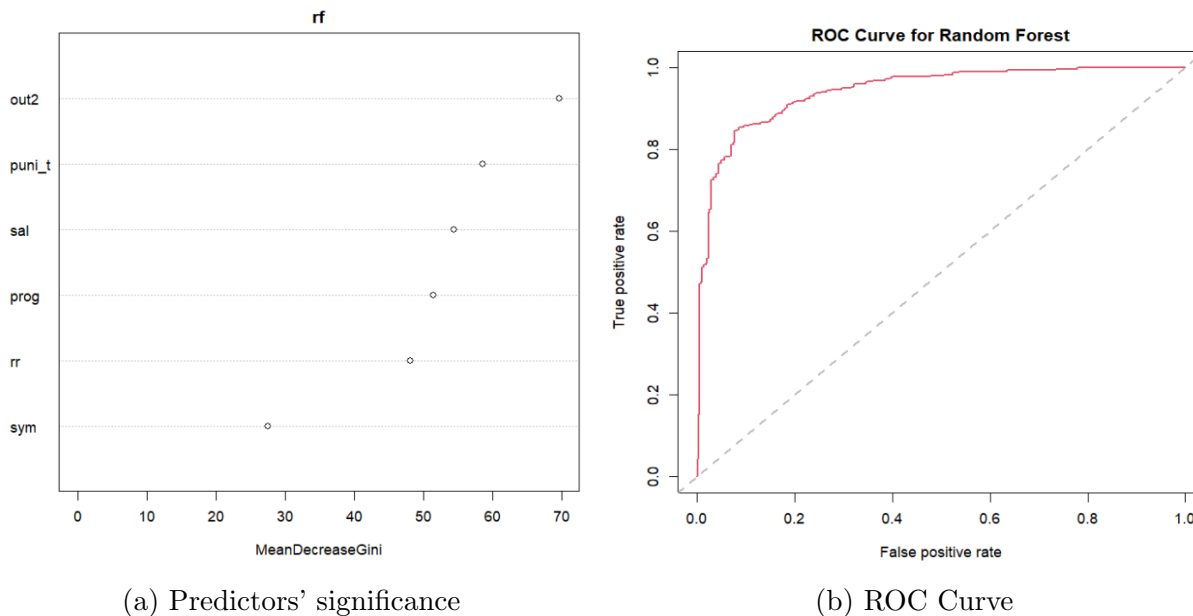 rf
out2
puni_t
sal
prog
rr
sym
0 10 20 30 40 50 60 70
MeanDecreaseGini
(a) Predictors' significance
ROC Curve for Random Forest
True positive rate
1.0
0.8
0.6
0.4
0.2
0.0
0.0 0.2 0.4 0.6 0.8 1.0
False positive rate
(b) ROC Curve